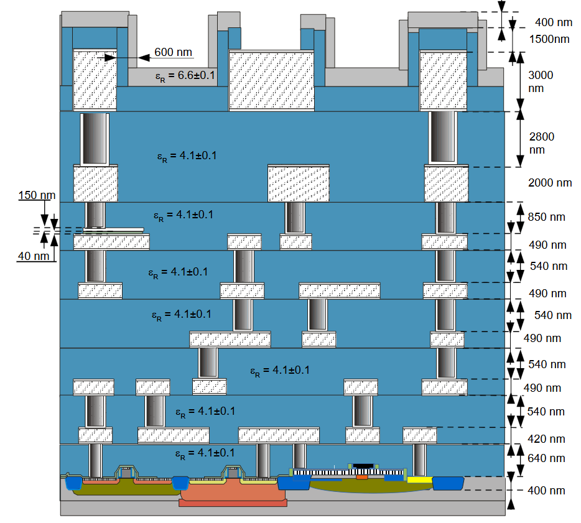 400 nm
1500nm
600 nm
εR = 6.6±0.1
3000
nm
2800
nm
εR = 4.1±0.1
2000 nm
150 nm
εR = 4.1±0.1
850 nm
490 nm
40 nm
540 nm
εR = 4.1±0.1
490 nm
εR = 4.1±0.1
540 nm
490 nm
540 nm
εR = 4.1±0.1
490 nm
εR = 4.1±0.1
540 nm
420 nm
εR = 4.1±0.1
640 nm
400 nm